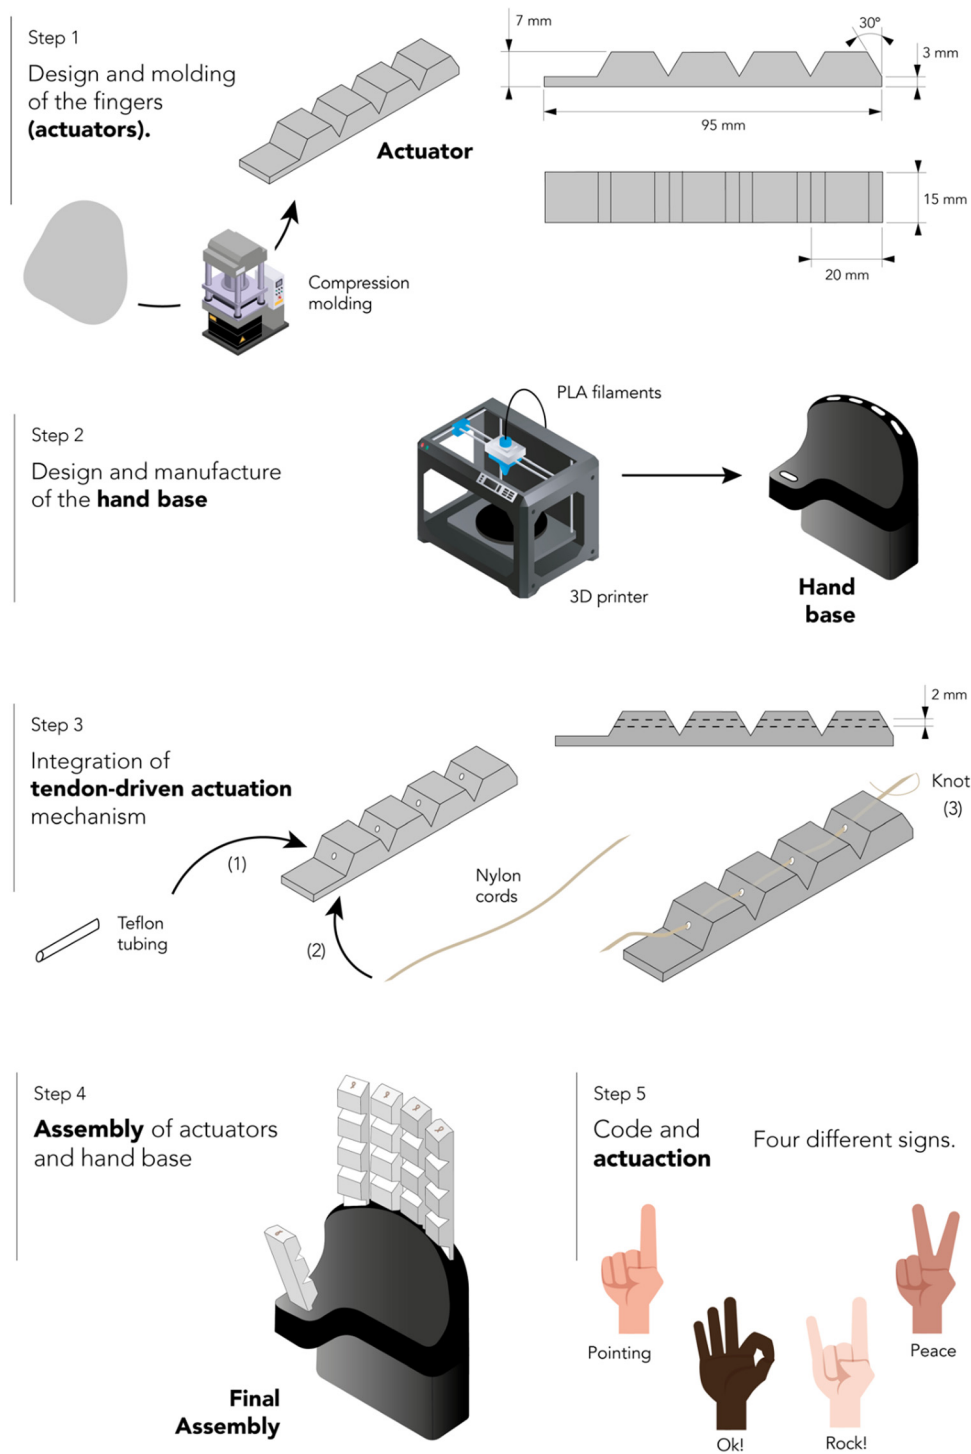 Step 1
Design and molding
of the fingers
(actuators).
Actuator
7 mm
30º
3 mm
95 mm
15 mm
20 mm
Compression
molding
Step 2
Design and manufacture
of the hand base
PLA filaments
3D printer
Hand
base
Step 3
Integration of
tendon-driven actuation
mechanism
2 mm
(1)
Teflon
tubing
(2)
Nylon
cords
Knot
(3)
Step 4
Assembly of actuators
and hand base
Final
Assembly
Step 5
Code and
actuaction
Four different signs.
Pointing
Ok!
Rock!
Peace